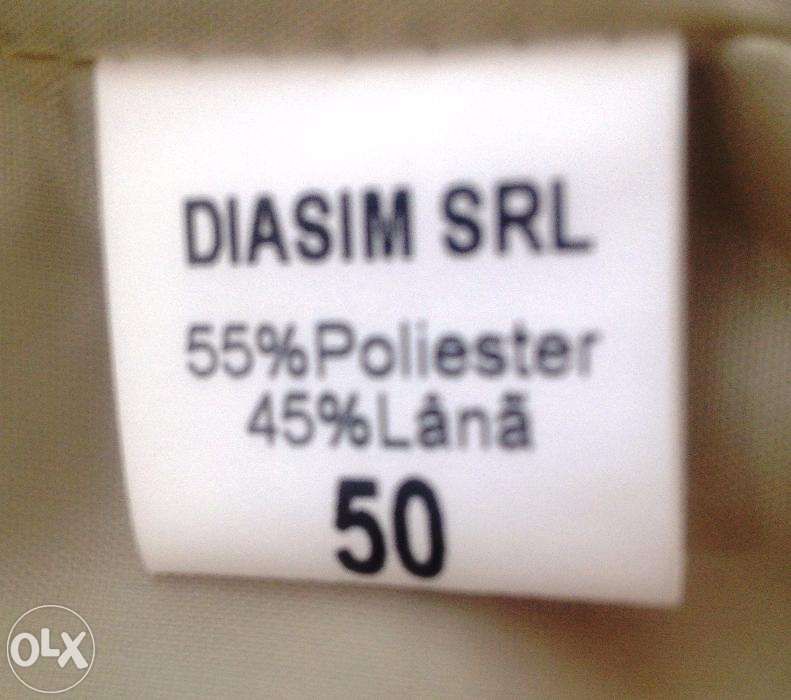 DIASIM SRL
55%Poliester
45%Lână
50
OLX